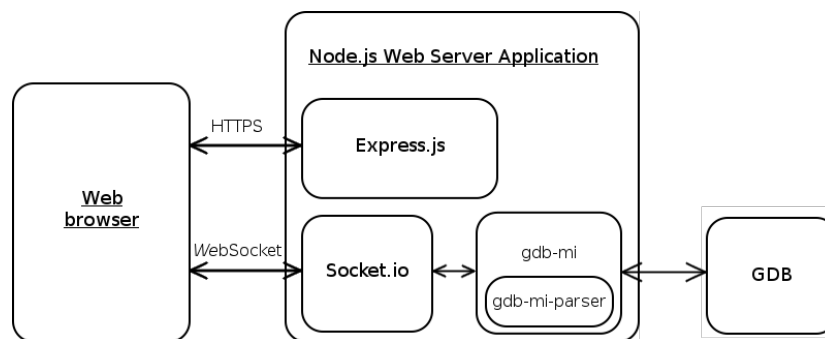 Node.js Web Server Application
HTTPS
Express.js
Web
browser
WebSocket
Socket.io
gdb-mi
gdb-mi-parser
GDB